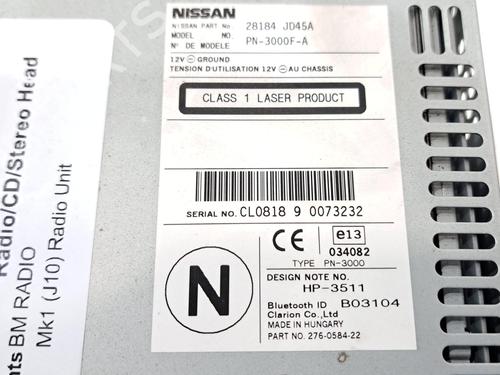 NISSAN
NISSAN PART No 28184 JD45A
MODEL NO. PN-3000F-A
Nº DE MODELE
12V ⊖ GROUND
TENSION D'UTILISATION 12V ⊖ AU CHASSIS
CLASS 1 LASER PRODUCT
SERIAL NO. CL0818 9 0073232
CE e13
034082
TYPE PN-3000
N
DESIGN NOTE NO.
HP-3511
Bluetooth ID B03104
Clarion Co., Ltd
MADE IN HUNGARY
PART NO. 276-0584-22
Radio/CD/Stereo Head
nts BM RADIO
Mk1 (J10) Radio Unit